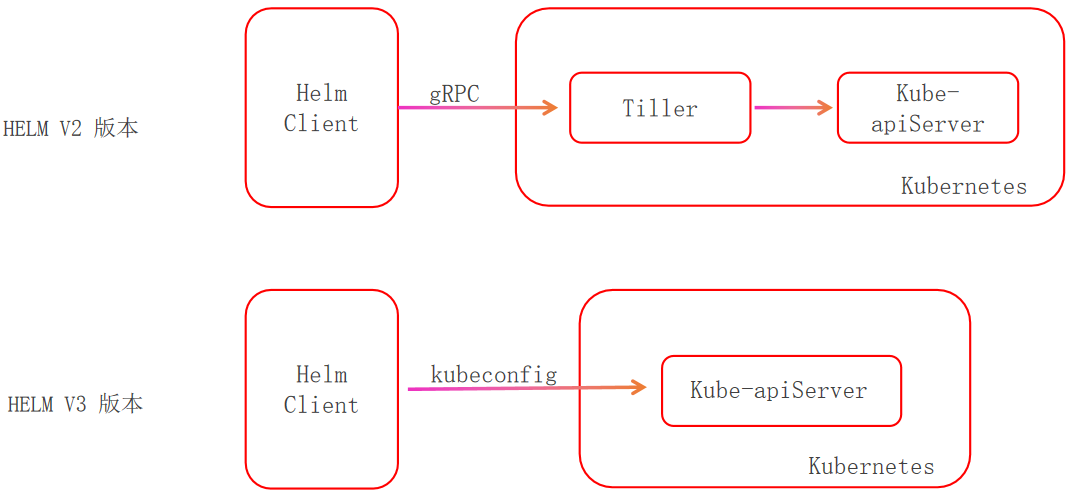 HELM V2 版本
Helm
Client
gRPC
Tiller
Kube-
apiServer
Kubernetes
HELM V3 版本
Helm
Client
kubeconfig
Kube-apiServer
Kubernetes